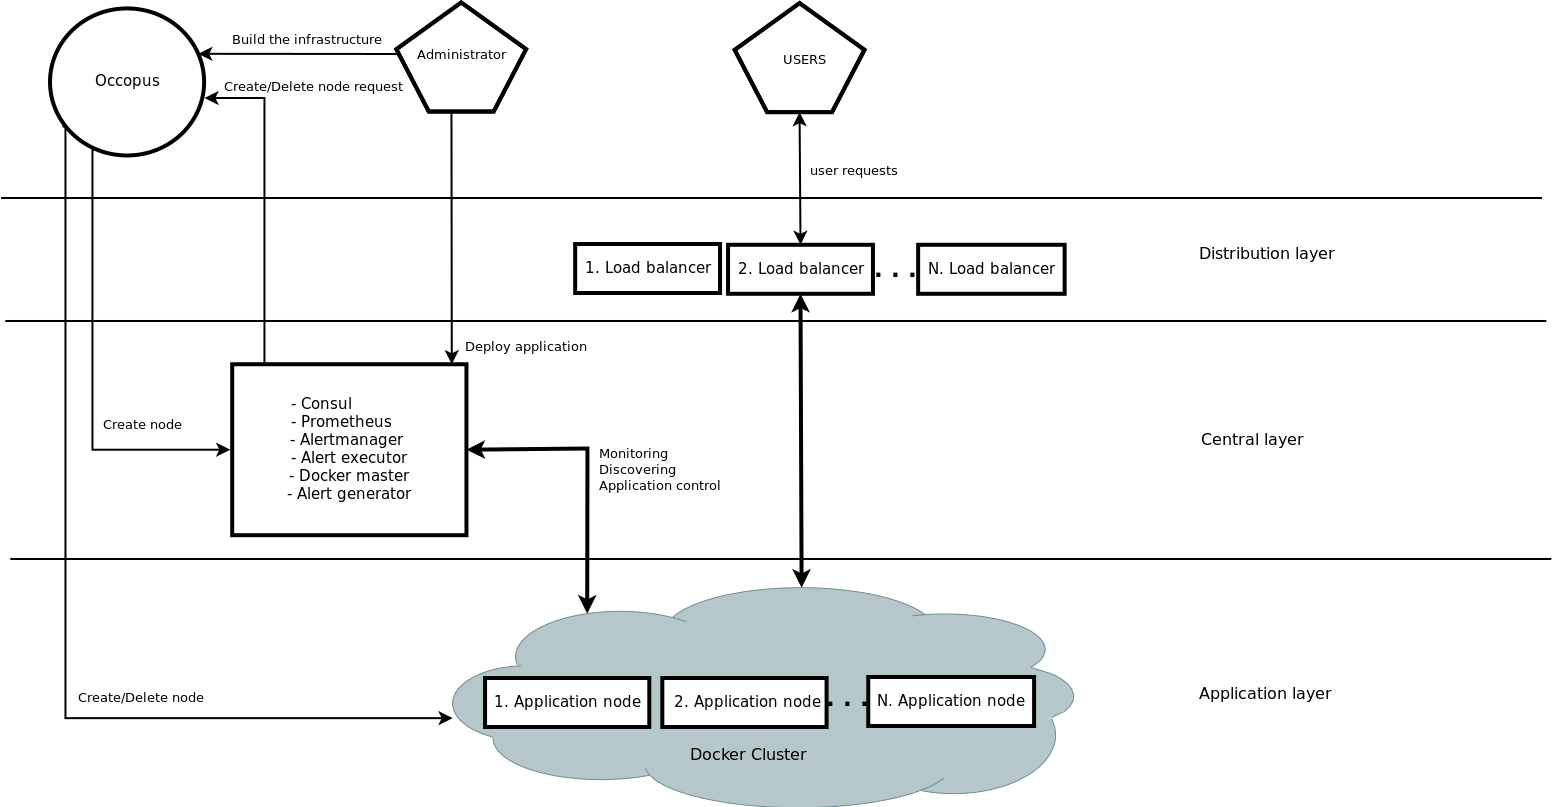 Build the infrastructure
Administrator
USERS
Occopus
Create/Delete node request
user requests
Distribution layer
1. Load balancer
2. Load balancer
. . .
N. Load balancer
Deploy application
- Consul
- Prometheus
- Alertmanager
- Alert executor
- Docker master
- Alert generator
Create node
Central layer
Monitoring
Discovering
Application control
Create/Delete node
Application layer
1. Application node
2. Application node
. . .
N. Application node
Docker Cluster